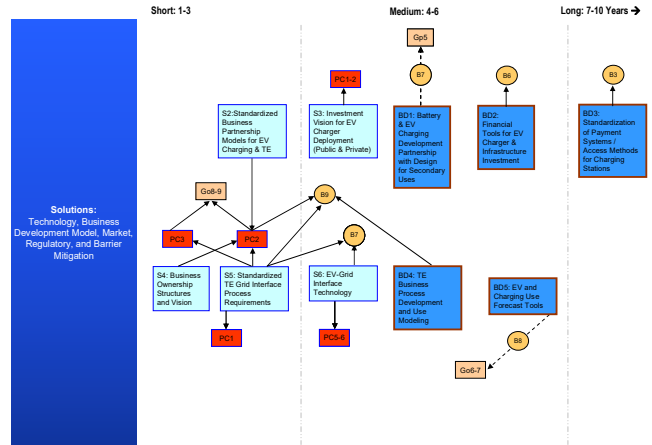 Short: 1-3
Medium: 4-6
Long: 7-10 Years →
Gp5
PC1-2
B7
B6
B3
S2:Standardized
Business
Partnership
Models for EV
Charging & TE
S3: Investment
Vision for EV
Charger
Deployment
(Public & Private)
BD1: Battery & EV
Charging
Development
Partnership
with Design for
Secondary Uses
BD2:
Financial
Tools for EV
Charger &
Infrastructure
Investment
BD3:
Standardization
of Payment
Systems /
Access Methods
for Charging
Stations
Go8-9
B9
Solutions:
Technology, Business
Development Model, Market,
Regulatory, and Barrier
Mitigation
PC3
PC2
B7
S4: Business
Ownership
Structures
and Vision
S5: Standardized
TE Grid Interface
Process
Requirements
S6: EV-Grid
Interface
Technology
BD4: TE
Business
Process
Development
and Use
Modeling
BD5: EV and
Charging Use
Forecast Tools
PC1
PC5-6
B8
Go6-7